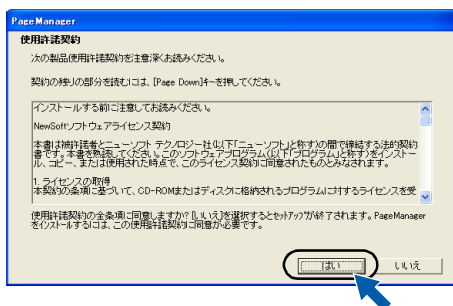 PageManager
使用許諾契約
次の製品使用許諾契約を注意深くお読みください。
契約の残りの部分を読むには、[Page Down]キーを押してください。
インストールする前に注意してお読みください。
NewSoftソフトウェアライセンス契約
本書は被許諾者とニューソフト テクノロジー社(以下「ニューソフト」と称す)の間で締結する法的契約
書です。本書を熟読してください。このソフトウェアプログラム(以下「プログラム」と称す)をインストー
ル、コピー、または使用された時点で、このライセンス契約に同意されたものとみなされます。
1. ライセンスの取得
本契約の条項に基づいて、CD-ROMまたはディスクに格納されるプログラムに対するライセンスを受
使用許諾契約の全条項に同意しますか?[いいえ]を選択するとセットアップが終了されます。PageManager
をインストールするには、この使用許諾契約に同意が必要です。
はい
いいえ